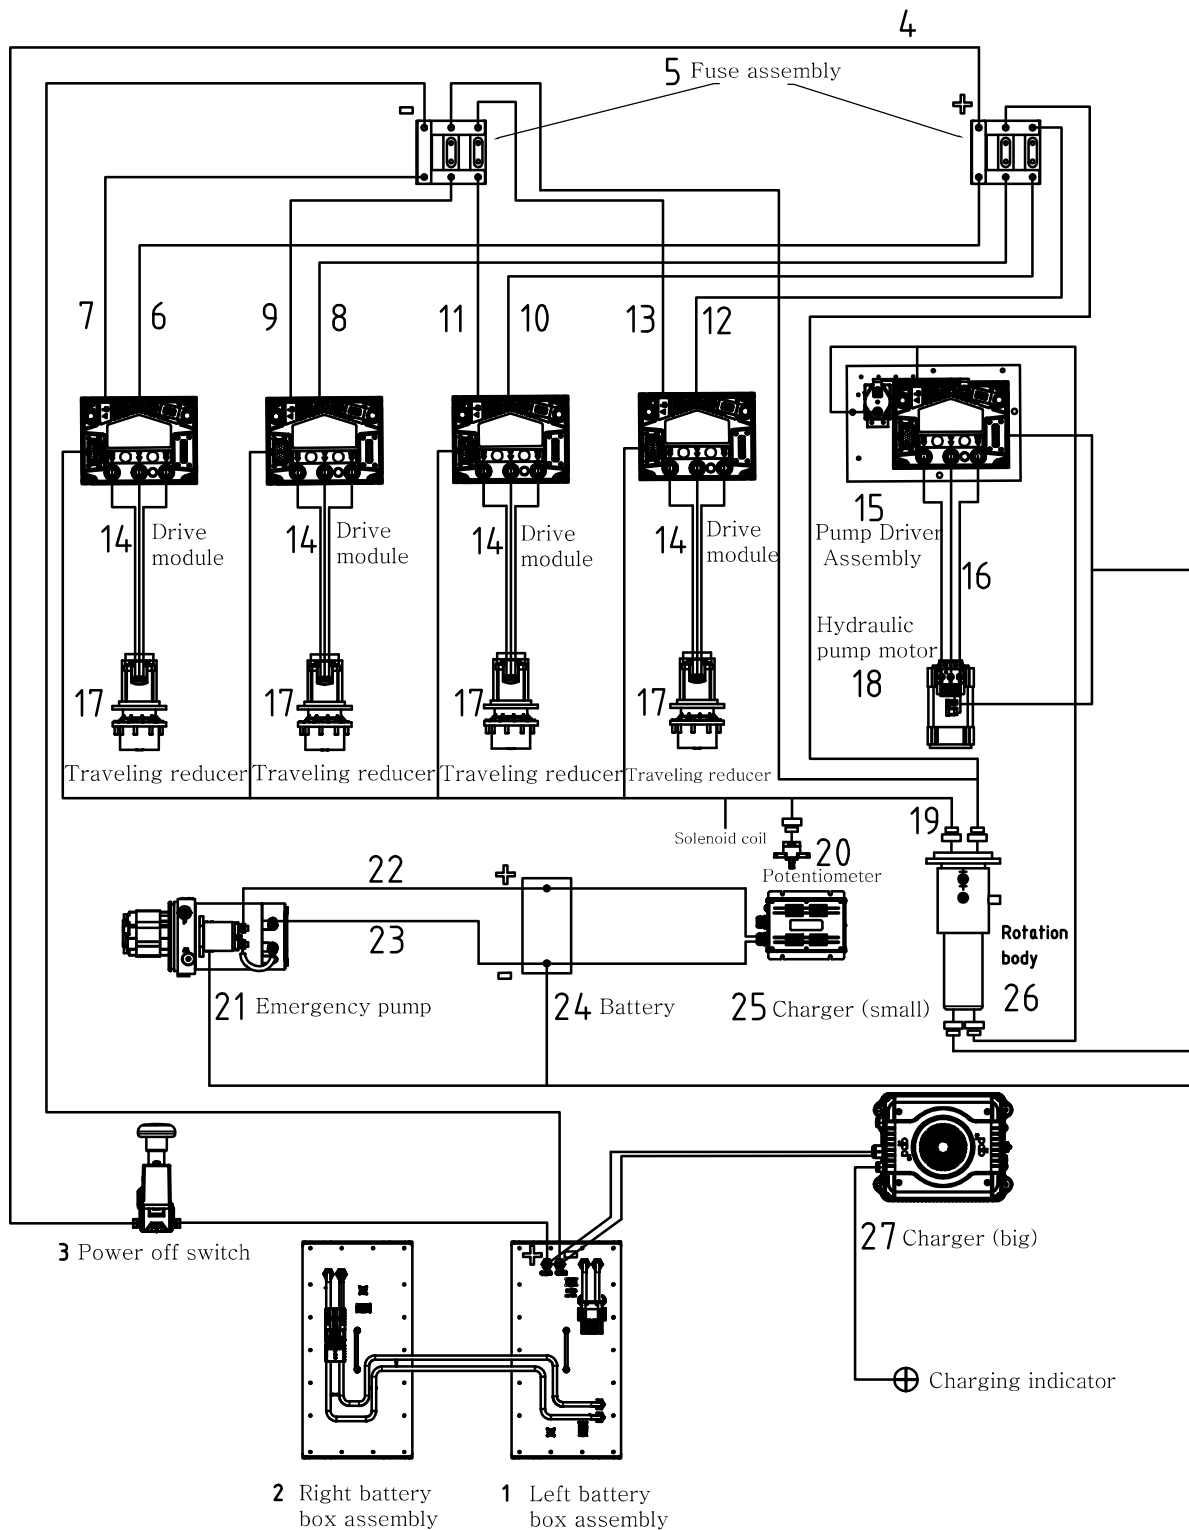 4
5 Fuse assembly
- +
7 6 9 8 11 10 13 12
14 Drive module
14 Drive module
14 Drive module
14 Drive module
15
Pump Driver
Assembly
16
Hydraulic
pump motor
18
17
17
17
17
Traveling reducer Traveling reducer Traveling reducer Traveling reducer
19
Solenoid coil
20
Potentiometer
22
+
23
-
Rotation
body
26
21 Emergency pump
24 Battery
25 Charger (small)
3 Power off switch
27 Charger (big)
+ -
Charging indicator
2 Right battery
box assembly
1 Left battery
box assembly